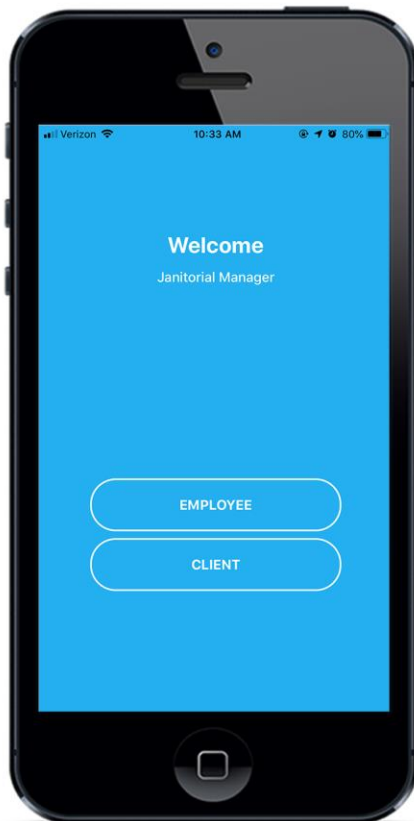 Verizon 10:33 AM 80%
Welcome
Janitorial Manager
EMPLOYEE
CLIENT